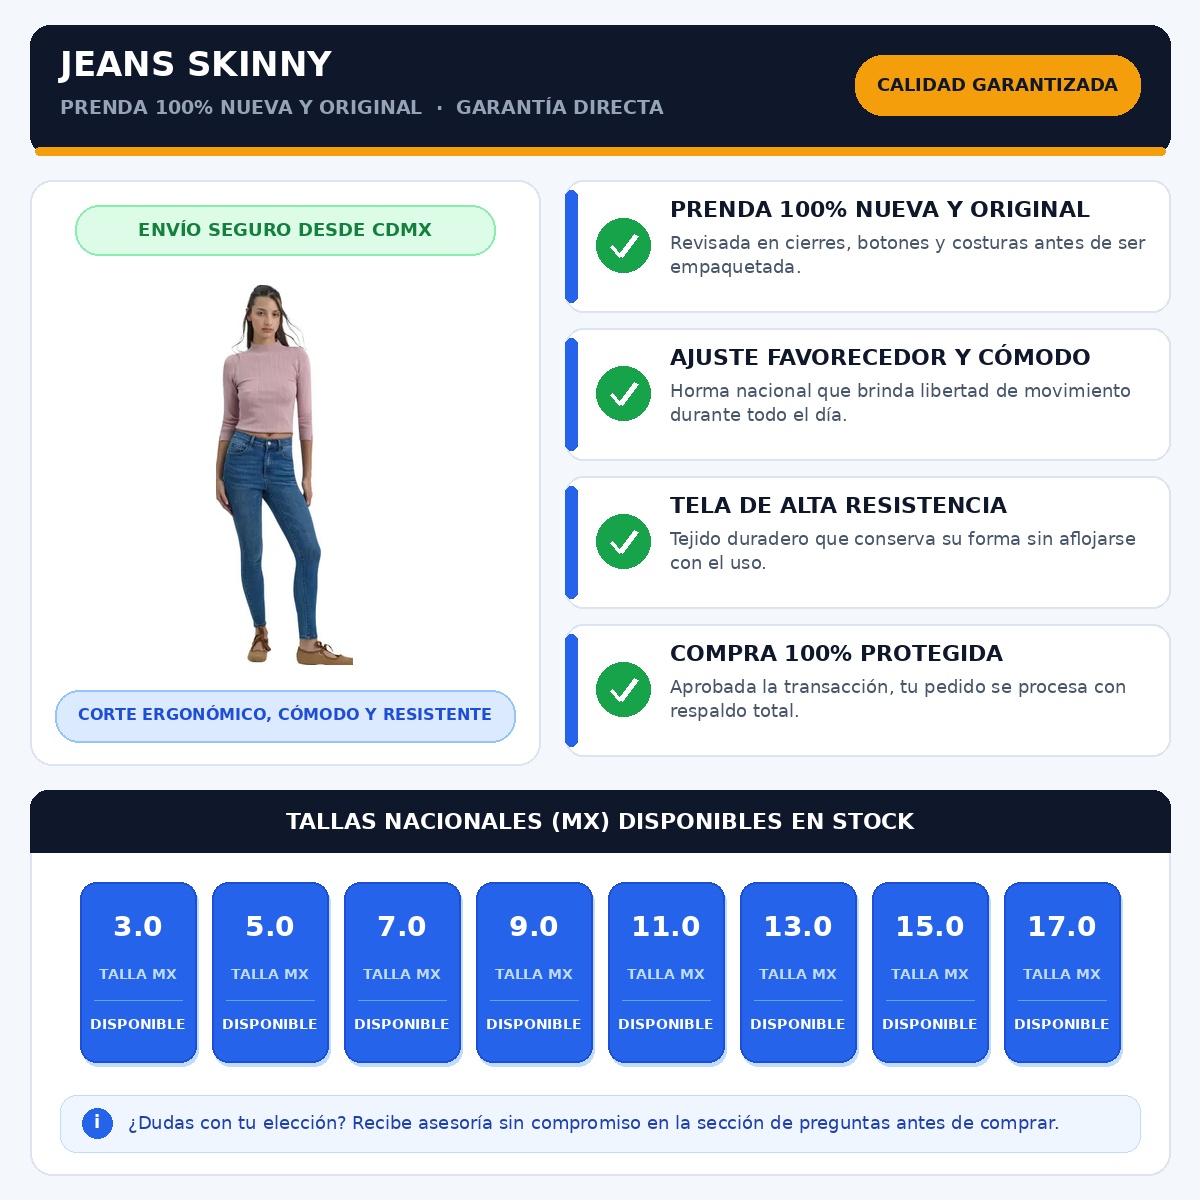 JEANS SKINNY
PRENDA 100% NUEVA Y ORIGINAL · GARANTÍA DIRECTA
CALIDAD GARANTIZADA
ENVÍO SEGURO DESDE CDMX
CORTE ERGONÓMICO, CÓMODO Y RESISTENTE
PRENDA 100% NUEVA Y ORIGINAL
Revisada en cierres, botones y costuras antes de ser
empaquetada.
AJUSTE FAVORECEDOR Y CÓMODO
Horma nacional que brinda libertad de movimiento
durante todo el día.
TELA DE ALTA RESISTENCIA
Tejido duradero que conserva su forma sin aflojarse
con el uso.
COMPRA 100% PROTEGIDA
Aprobada la transacción, tu pedido se procesa con
respaldo total.
TALLAS NACIONALES (MX) DISPONIBLES EN STOCK
3.0 5.0 7.0 9.0 11.0 13.0 15.0 17.0
TALLA MX TALLA MX TALLA MX TALLA MX TALLA MX TALLA MX TALLA MX TALLA MX
DISPONIBLE DISPONIBLE DISPONIBLE DISPONIBLE DISPONIBLE DISPONIBLE DISPONIBLE DISPONIBLE
i ¿Dudas con tu elección? Recibe asesoría sin compromiso en la sección de preguntas antes de comprar.